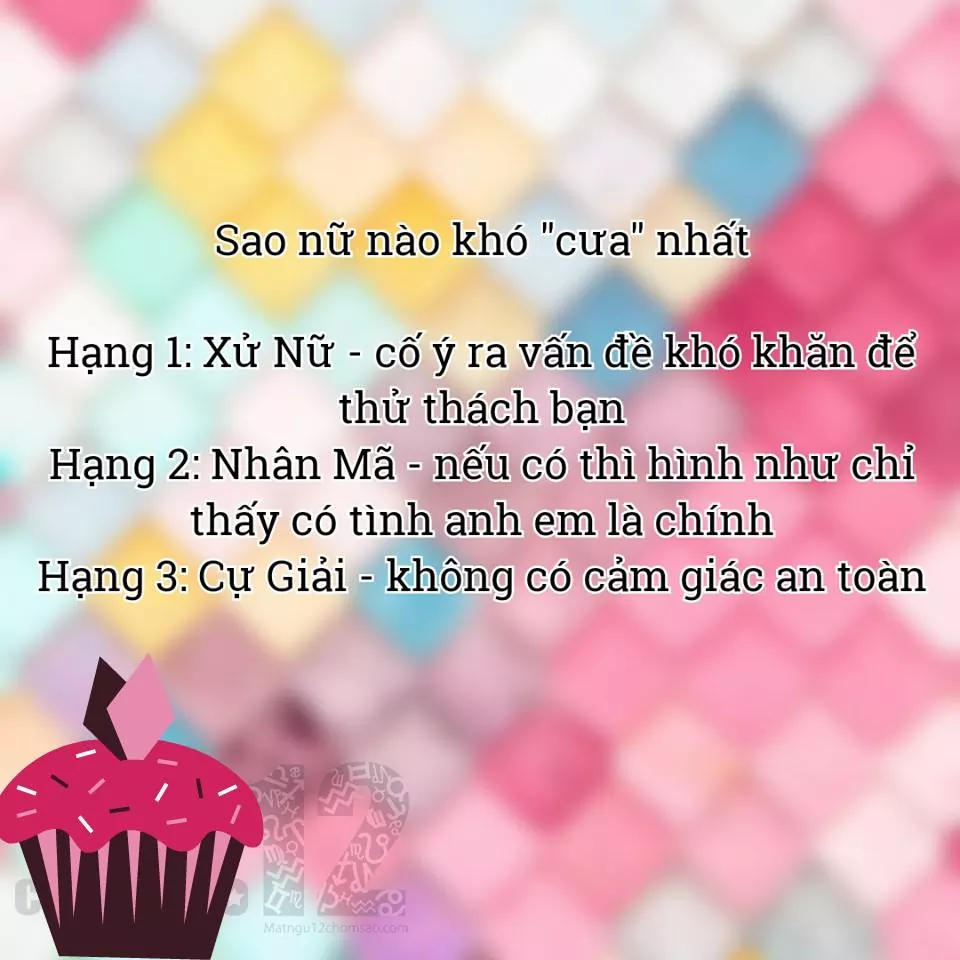 Sao nữ nào khó "cưa" nhất
Hạng 1: Xử Nữ - cố ý ra vấn đề khó khăn để
thử thách bạn
Hạng 2: Nhân Mã - nếu có thì hình như chỉ
thấy có tình anh em là chính
Hạng 3: Cự Giải - không có cảm giác an toàn
12
Matngu12chomsao.com